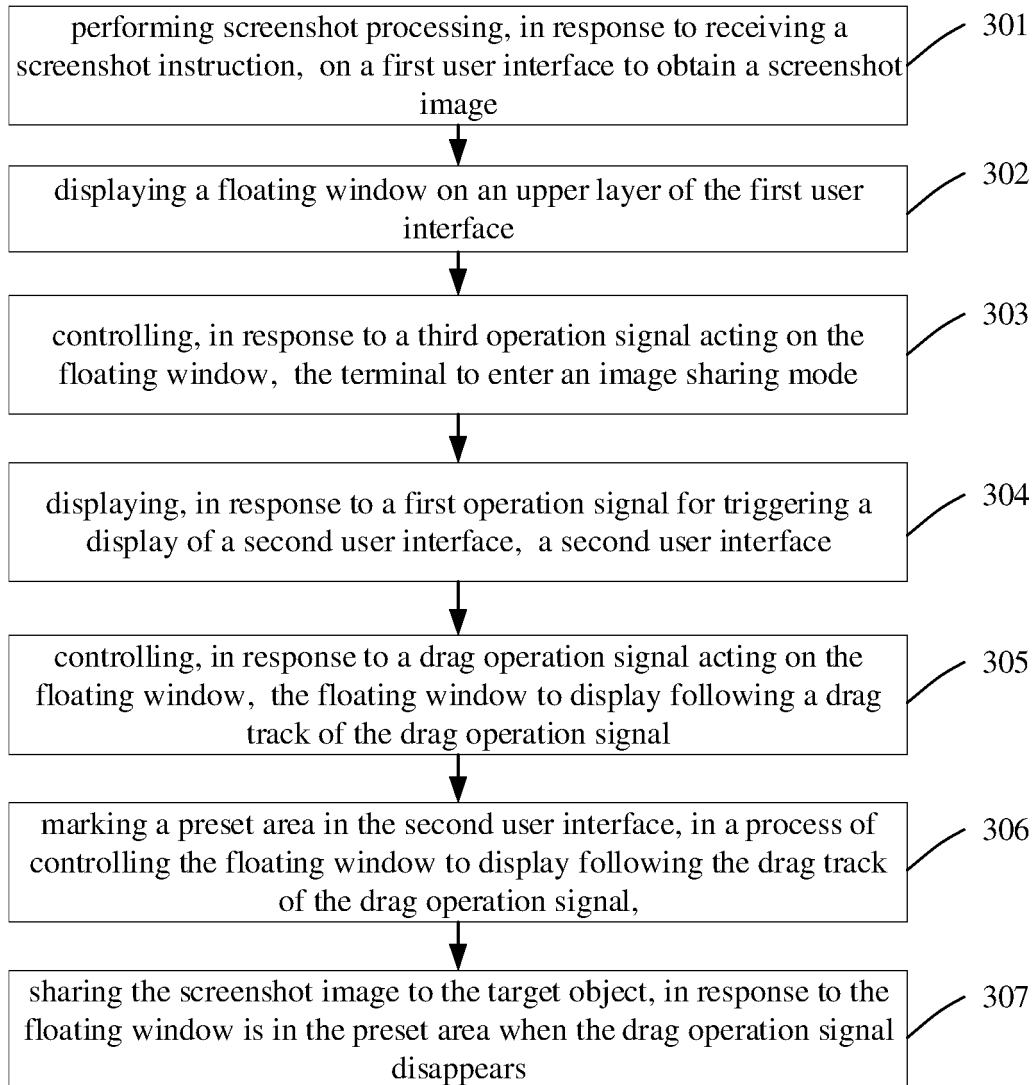 performing screenshot processing, in response to receiving a
screenshot instruction, on a first user interface to obtain a screenshot
image
301
displaying a floating window on an upper layer of the first user
interface
302
controlling, in response to a third operation signal acting on the
floating window, the terminal to enter an image sharing mode
303
displaying, in response to a first operation signal for triggering a
display of a second user interface, a second user interface
304
controlling, in response to a drag operation signal acting on the
floating window, the floating window to display following a drag
track of the drag operation signal
305
marking a preset area in the second user interface, in a process of
controlling the floating window to display following the drag track
of the drag operation signal,
306
sharing the screenshot image to the target object, in response to the
floating window is in the preset area when the drag operation signal
disappears
307